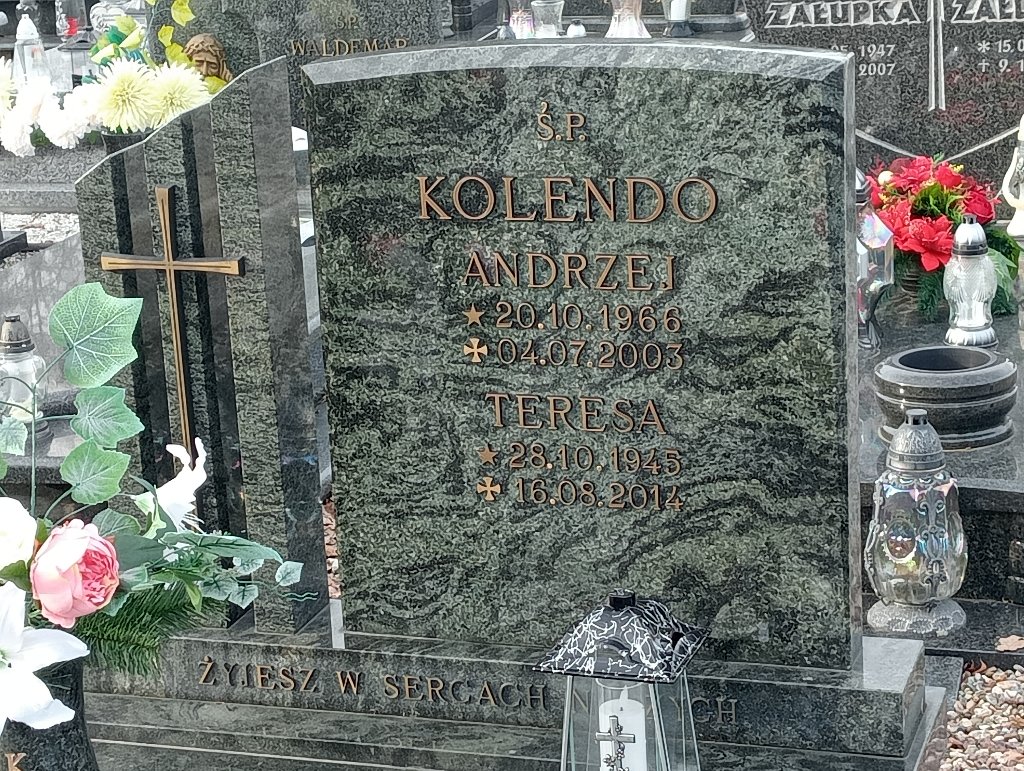 Ś.P.
WALDEMAR
ZAŁUPKA
1947
2007
Ś.P.
KOLENDO
ANDRZEJ
20.10.1966
04.07.2003
TERESA
28.10.1945
16.08.2014
ŻYJESZ W SERCACH
K